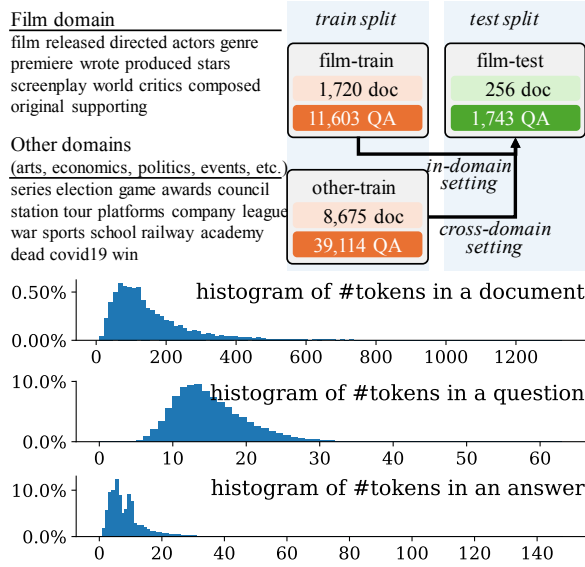 Film domain
film released directed actors genre
premiere wrote produced stars
screenplay world critics composed
original supporting
Other domains
(arts, economics, politics, events, etc.)
series election game awards council
station tour platforms company league
war sports school railway academy
dead covid19 win
train split
test split
film-train
1,720 doc
11,603 QA
film-test
256 doc
1,743 QA
in-domain
setting
other-train
8,675 doc
39,114 QA
cross-domain
setting
histogram of #tokens in a document
0.50%
0.00%
0 200 400 600 800 1000 1200
histogram of #tokens in a question
10.0%
0.0%
0 10 20 30 40 50 60
histogram of #tokens in an answer
10.0%
0.0%
0 20 40 60 80 100 120 140